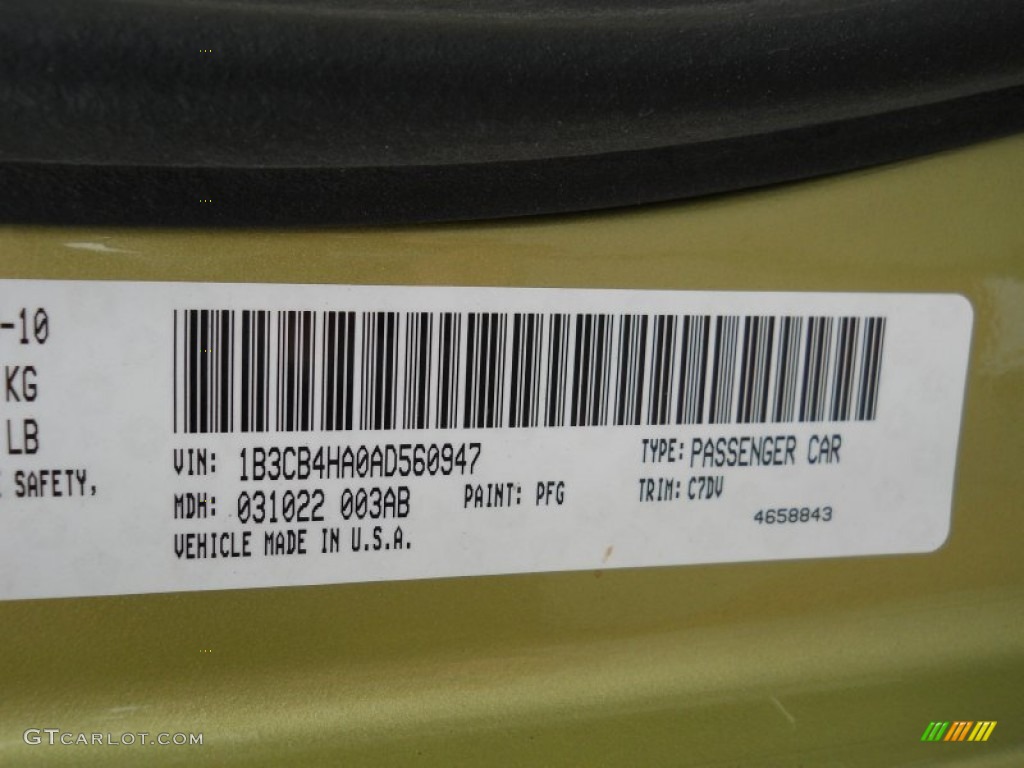 -10
KG
LB
SAFETY,
VIN: 1B3CB4HA0AD560947
TYPE: PASSENGER CAR
MDH: 031022 003AB
PAINT: PFG
TRIM: C7DV
VEHICLE MADE IN U.S.A.
4658843
GTCARLOT.COM